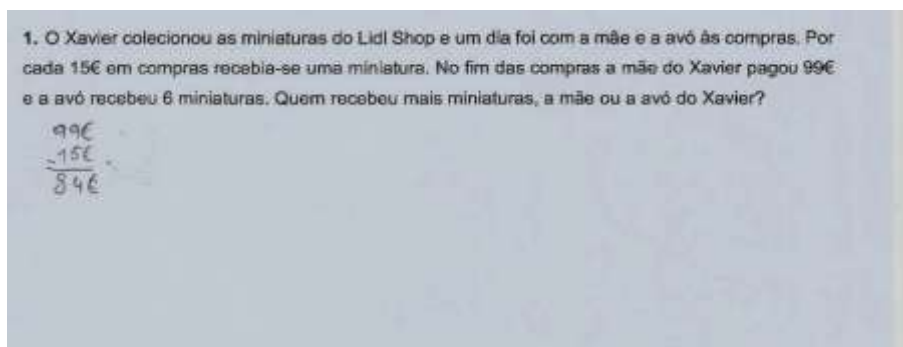 1. O Xavier colecionou as miniaturas do Lidl Shop e um dia foi com a mãe e a avó às compras. Por
cada 15€ em compras recebia-se uma miniatura. No fim das compras a mãe do Xavier pagou 99€
e a avó recebeu 6 miniaturas. Quem recebeu mais miniaturas, a mãe ou a avó do Xavier?
99€
-15€
84€